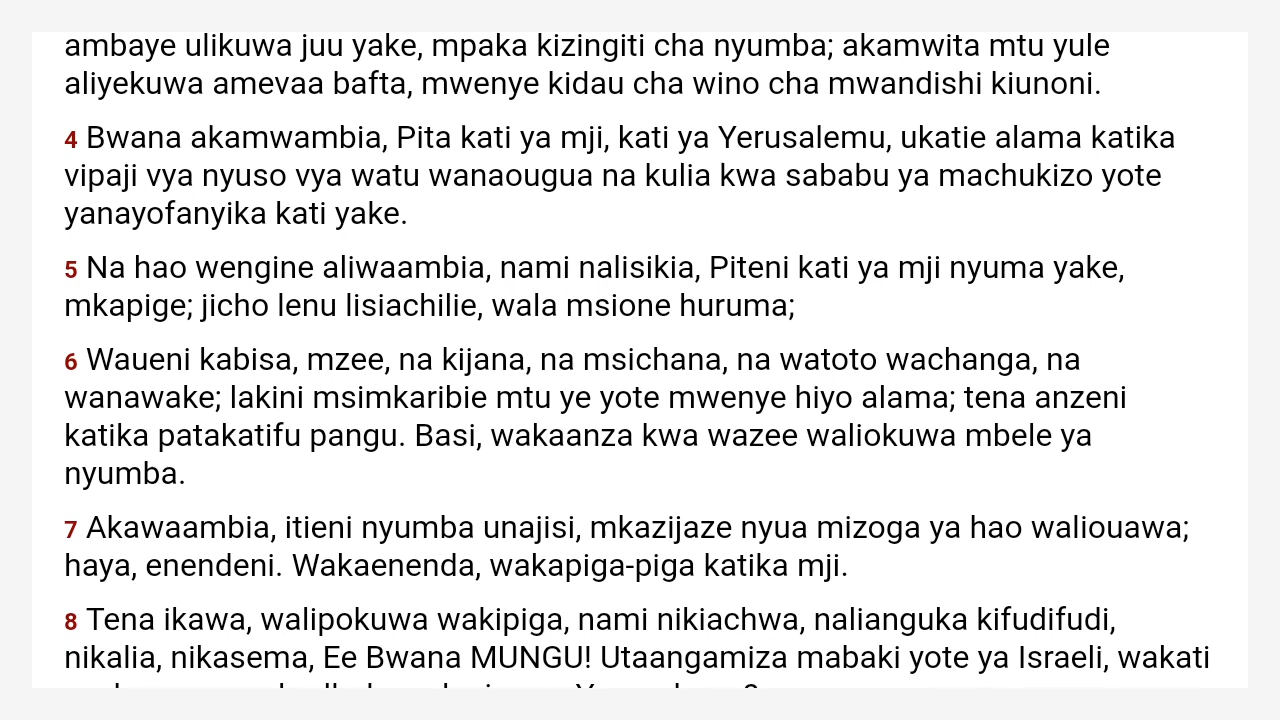 ambaye ulikuwa juu yake, mpaka kizingiti cha nyumba; akamwita mtu yule
aliyekuwa amevaa bafta, mwenye kidau cha wino cha mwandishi kiunoni.
4 Bwana akamwambia, Pita kati ya mji, kati ya Yerusalemu, ukatie alama katika
vipaji vya nyuso vya watu wanaougua na kulia kwa sababu ya machukizo yote
yanayofanyika kati yake.
5 Na hao wengine aliwaambia, nami nalisikia, Piteni kati ya mji nyuma yake,
mkapige; jicho lenu lisiachilie, wala msione huruma;
6 Waueni kabisa, mzee, na kijana, na msichana, na watoto wachanga, na
wanawake; lakini msimkaribie mtu ye yote mwenye hiyo alama; tena anzeni
katika patakatifu pangu. Basi, wakaanza kwa wazee waliokuwa mbele ya
nyumba.
7 Akawaambia, itieni nyumba unajisi, mkazijaze nyua mizoga ya hao waliouawa;
haya, enendeni. Wakaenenda, wakapiga-piga katika mji.
8 Tena ikawa, walipokuwa wakipiga, nami nikiachwa, nalianguka kifudifudi,
nikalia, nikasema, Ee Bwana MUNGU! Utaangamiza mabaki yote ya Israeli, wakati